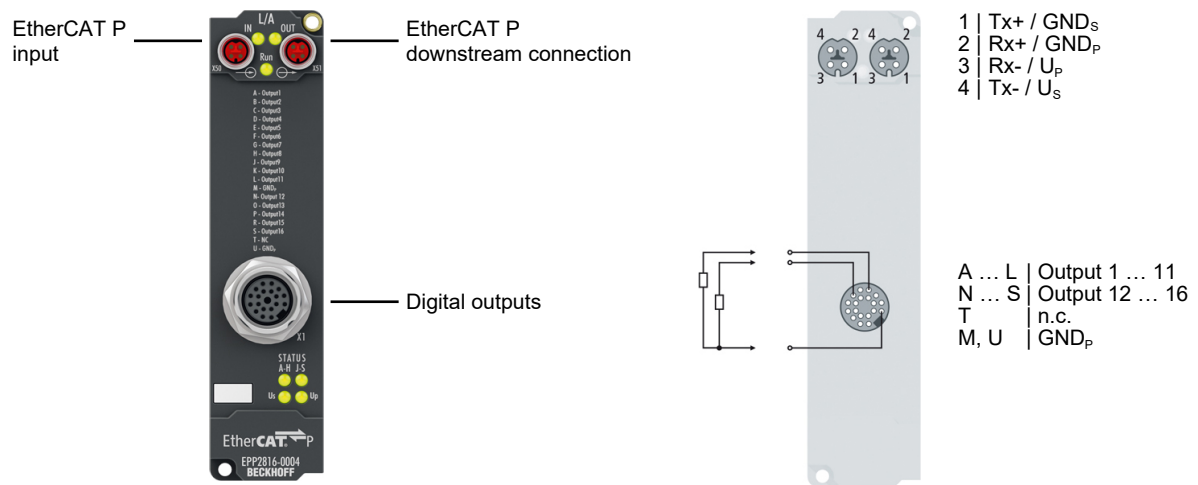 EtherCAT P
input
EtherCAT P
downstream connection
L/A
IN OUT
X50 Run X51
A - Output1
B - Output2
C - Output3
D - Output4
E - Output5
F - Output6
G - Output7
H - Output8
J - Output9
K - Output10
L - Output11
M - GNDₚ
N- Output 12
O - Output13
P - Output14
R - Output15
S - Output16
T - NC
U - GNDₚ
Digital outputs
X1
STATUS
A-H J-S
Us Up
EtherCAT. P
EPP2816-0004
BECKHOFF
4 2 4 2
3 1 3 1
1 | Tx+ / GNDₛ
2 | Rx+ / GNDₚ
3 | Rx- / Uₚ
4 | Tx- / Uₛ
A … L | Output 1 … 11
N … S | Output 12 … 16
T | n.c.
M, U | GNDₚ